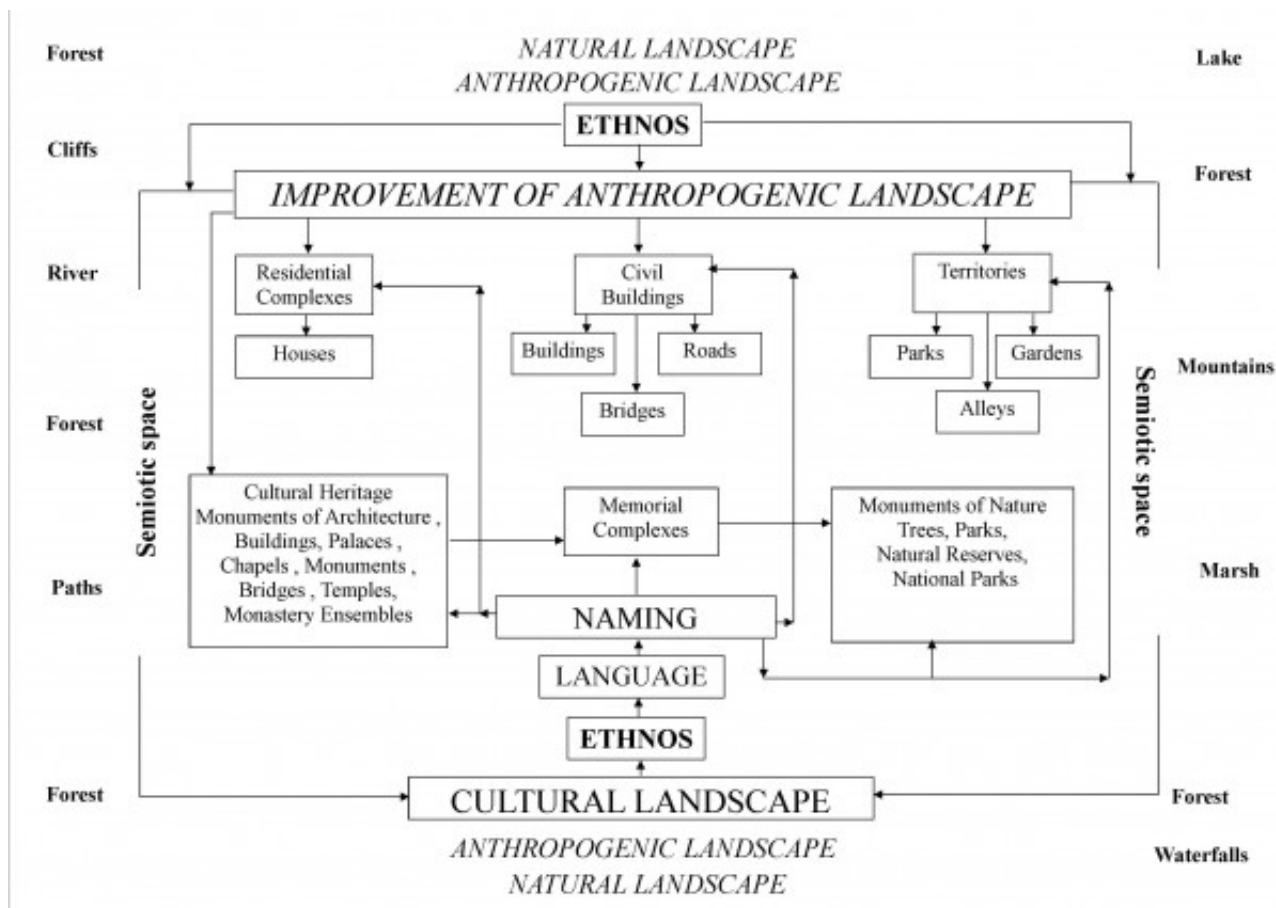 Forest
NATURAL LANDSCAPE
Lake
ANTHROPOGENIC LANDSCAPE
ETHNOS
Cliffs
Forest
IMPROVEMENT OF ANTHROPOGENIC LANDSCAPE
River
Residential
Complexes
Civil
Buildings
Territories
Houses
Buildings
Roads
Parks
Gardens
Mountains
Bridges
Alleys
Forest
Semiotic space
Semiotic space
Cultural Heritage
Monuments of Architecture ,
Buildings, Palaces ,
Chapels , Monuments ,
Bridges , Temples,
Monastery Ensembles
Memorial
Complexes
Monuments of Nature
Trees, Parks,
Natural Reserves,
National Parks
Paths
Marsh
NAMING
LANGUAGE
ETHNOS
Forest
CULTURAL LANDSCAPE
Forest
ANTHROPOGENIC LANDSCAPE
Waterfalls
NATURAL LANDSCAPE